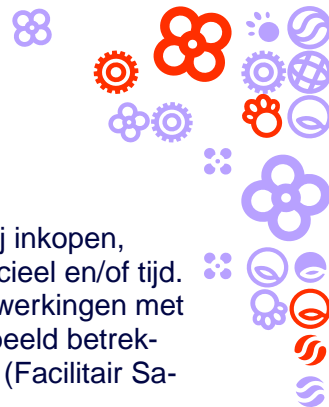 j inkopen,
cieel en/of tijd.
werkingen met
beeld betrek-
(Facilitair Sa-